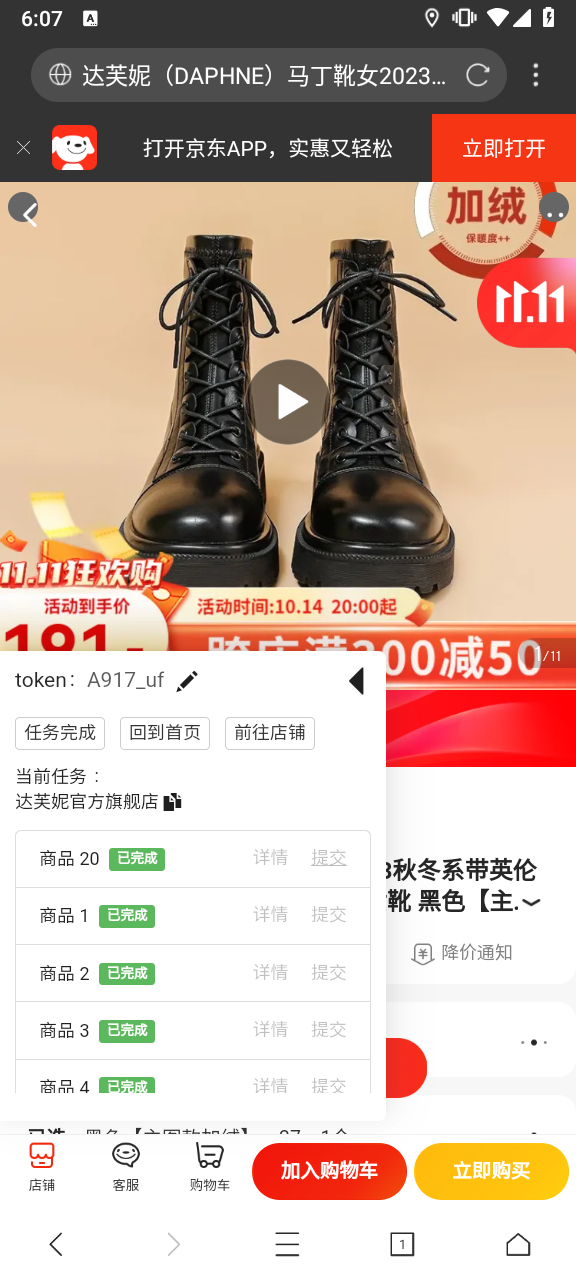 6:07
A
达芙妮（DAPHNE）马丁靴女2023…
打开京东APP，实惠又轻松
立即打开
加绒
保暖度++
11.11
11.11狂欢购
活动到手价
活动时间:10.14 20:00起
跨店满300减50
1/11
token： A917_uf
任务完成
回到首页
前往店铺
当前任务：
达芙妮官方旗舰店
商品 20 已完成 详情 提交
商品 1 已完成 详情 提交
商品 2 已完成 详情 提交
商品 3 已完成 详情 提交
商品 4 已完成 详情 提交
秋冬系带英伦
靴 黑色【主.
降价通知
店铺
客服
购物车
加入购物车
立即购买
1